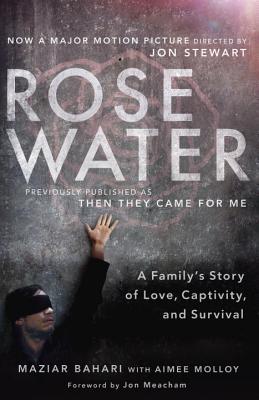 NOW A MAJOR MOTION PICTURE DIRECTED BY
JON STEWART
ROSE
WATER
PREVIOUSLY PUBLISHED AS
THEN THEY CAME FOR ME
A Family's Story
of Love, Captivity,
and Survival
MAZIAR BAHARI WITH AIMEE MOLLOY
Foreword by Jon Meacham